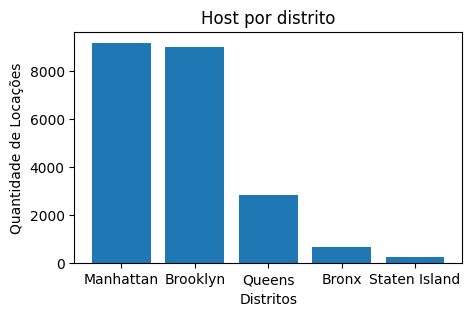 Host por distrito
Quantidade de Locações
8000
6000
4000
2000
0
Manhattan Brooklyn Queens Bronx Staten Island
Distritos